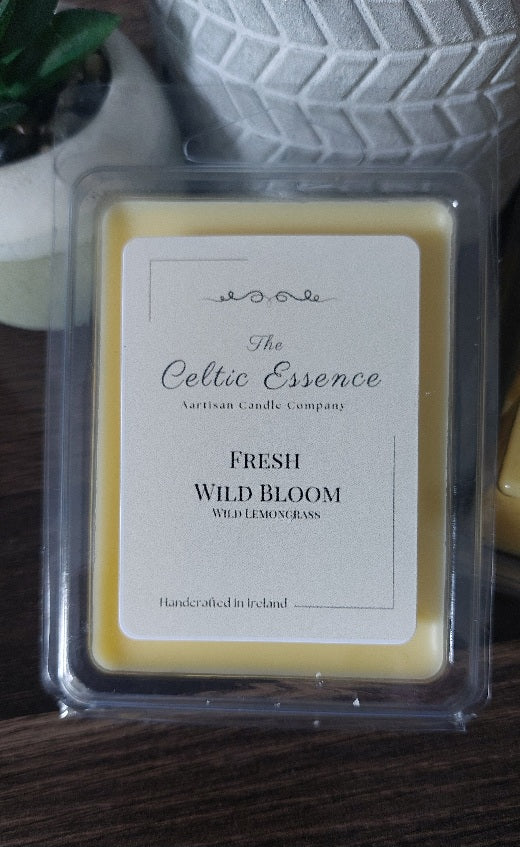 The
Celtic Essence
Aartisan Candle Company
Fresh
Wild Bloom
Wild Lemongrass
Handcrafted in Ireland